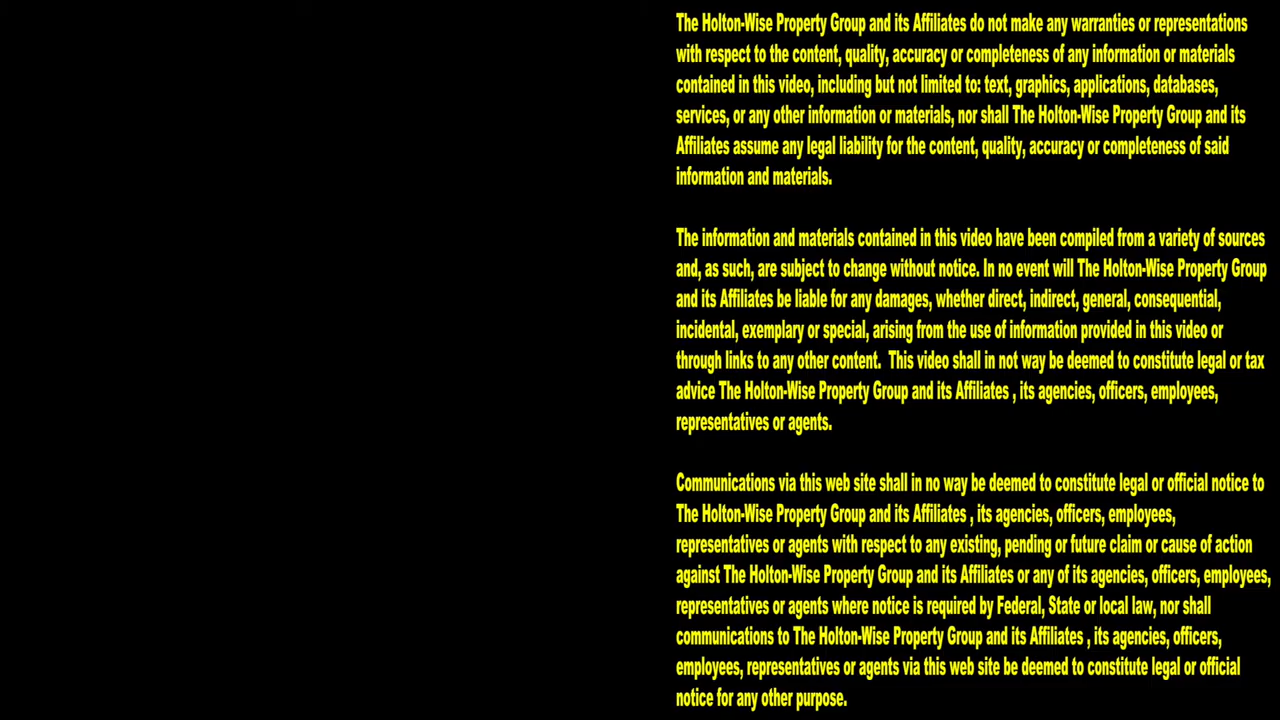 The Holton-Wise Property Group and its Affiliates do not make any warranties or representations
with respect to the content, quality, accuracy or completeness of any information or materials
contained in this video, including but not limited to: text, graphics, applications, databases,
services, or any other information or materials, nor shall The Holton-Wise Property Group and its
Affiliates assume any legal liability for the content, quality, accuracy or completeness of said
information and materials.
The information and materials contained in this video have been compiled from a variety of sources
and, as such, are subject to change without notice. In no event will The Holton-Wise Property Group
and its Affiliates be liable for any damages, whether direct, indirect, general, consequential,
incidental, exemplary or special, arising from the use of information provided in this video or
through links to any other content.  This video shall in not way be deemed to constitute legal or tax
advice The Holton-Wise Property Group and its Affiliates , its agencies, officers, employees,
representatives or agents.
Communications via this web site shall in no way be deemed to constitute legal or official notice to
The Holton-Wise Property Group and its Affiliates , its agencies, officers, employees,
representatives or agents with respect to any existing, pending or future claim or cause of action
against The Holton-Wise Property Group and its Affiliates or any of its agencies, officers, employees,
representatives or agents where notice is required by Federal, State or local law, nor shall
communications to The Holton-Wise Property Group and its Affiliates , its agencies, officers,
employees, representatives or agents via this web site be deemed to constitute legal or official
notice for any other purpose.